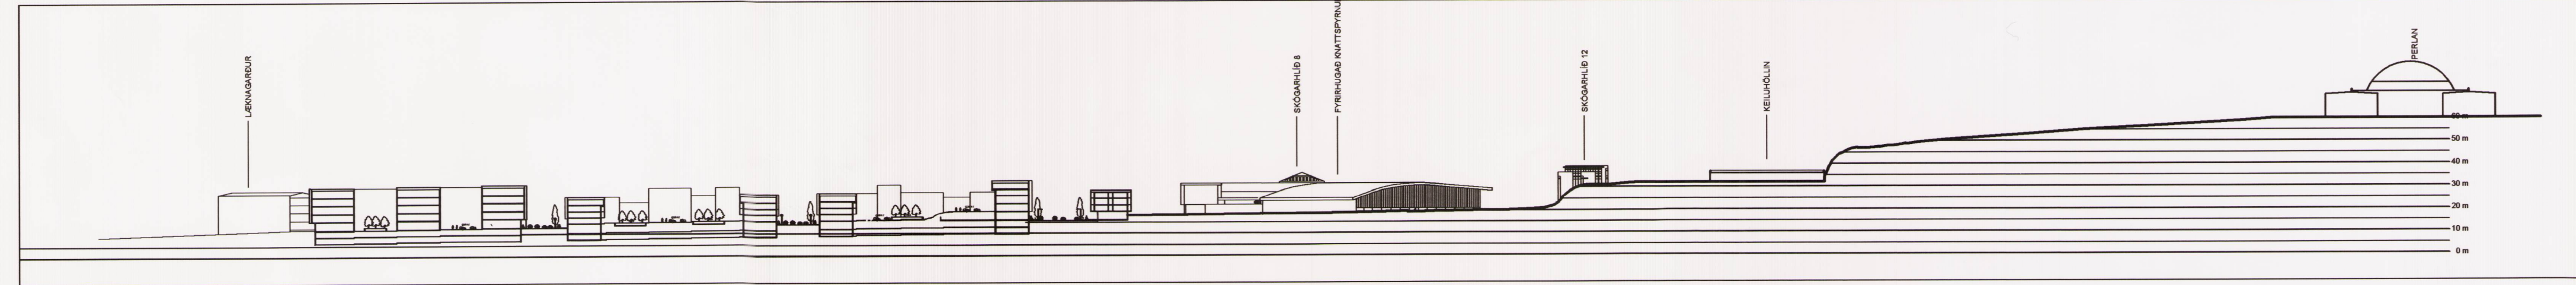 LÆKNAGARÐUR
SKÓGARHLÍÐ 8
FYRIRHUGAÐ KNATTSPYRNU
SKÓGARHLÍÐ 12
KEILUHÖLLIN
PERLAN
60 m
50 m
40 m
30 m
20 m
10 m
0 m